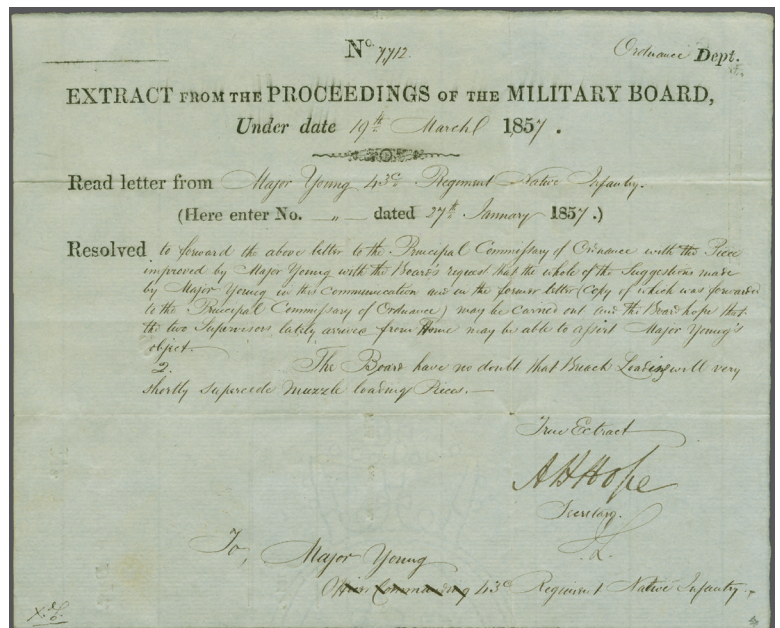 No. 7712.
Ordnance Dept.
EXTRACT FROM THE PROCEEDINGS OF THE MILITARY BOARD,
Under date 19th March 1857.
Read letter from Major Young 43d Regiment Native Infantry.
(Here enter No. — „ — dated 27th January 1857.)
Resolved to forward the above letter to the Principal Commissary of Ordnance with the Piece
improved by Major Young with the Board's request that the whole of the Suggestions made
by Major Young in this communication and in the former letter (copy of which was forwarded
to the Principal Commissary of Ordnance) may be carried out and the Board hope that
the two Supervisors lately arrived from Home may be able to assist Major Young's
object.
2. The Board have no doubt that Breach Loading will very
shortly supercede Muzzle loading Pieces.—
True Extract
A H Hope
Secretary.
To, Major Young
Officer Commanding 43d Regiment Native Infantry.